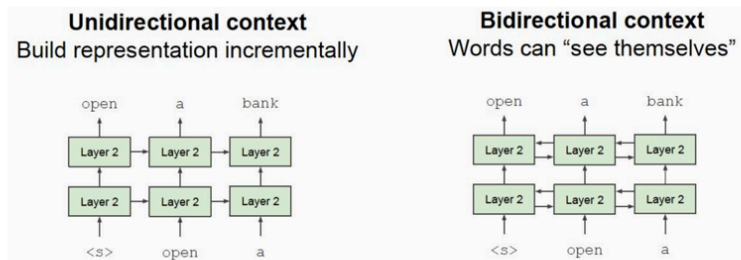 Unidirectional context
Build representation incrementally
open a bank
Layer 2 Layer 2 Layer 2
Layer 2 Layer 2 Layer 2
<s> open a
Bidirectional context
Words can “see themselves”
open a bank
Layer 2 Layer 2 Layer 2
Layer 2 Layer 2 Layer 2
<s> open a